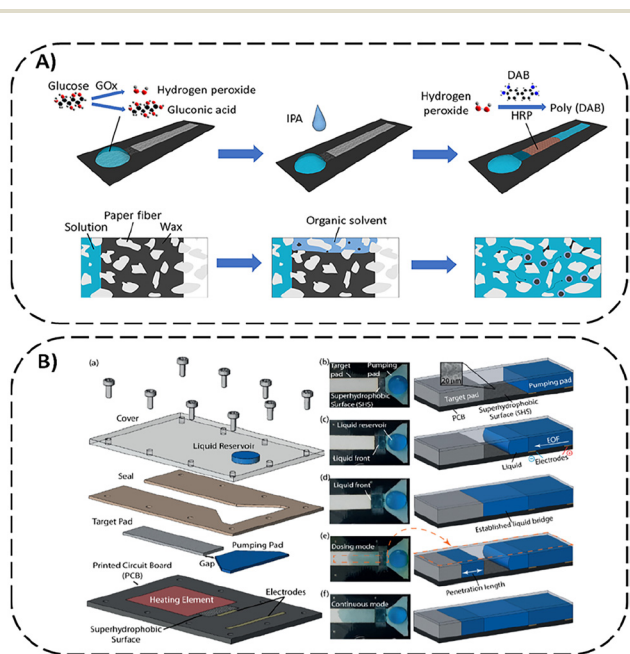 A)
Glucose GOx
Hydrogen peroxide
Gluconic acid
IPA
DAB
Hydrogen
peroxide
HRP
Poly (DAB)
Paper fiber
Solution
Wax
Organic solvent
B)
(a)
Cover
Liquid Reservoir
Seal
Target Pad
Pumping Pad
Gap
Printed Circuit Board
(PCB)
Heating Element
Electrodes
Superhydrophobic
Surface
(b)
Target
pad
Pumping
pad
Superhydrophobic
Surface (SHS)
20 μm
Pumping pad
Target pad
PCB
Superhydrophobic
Surface (SHS)
(c)
Liquid reservoir
Liquid front
EOF
Liquid
Electrodes
(d)
Liquid front
Established liquid bridge
(e)
Dosing mode
Penetration length
(f)
Continuous mode